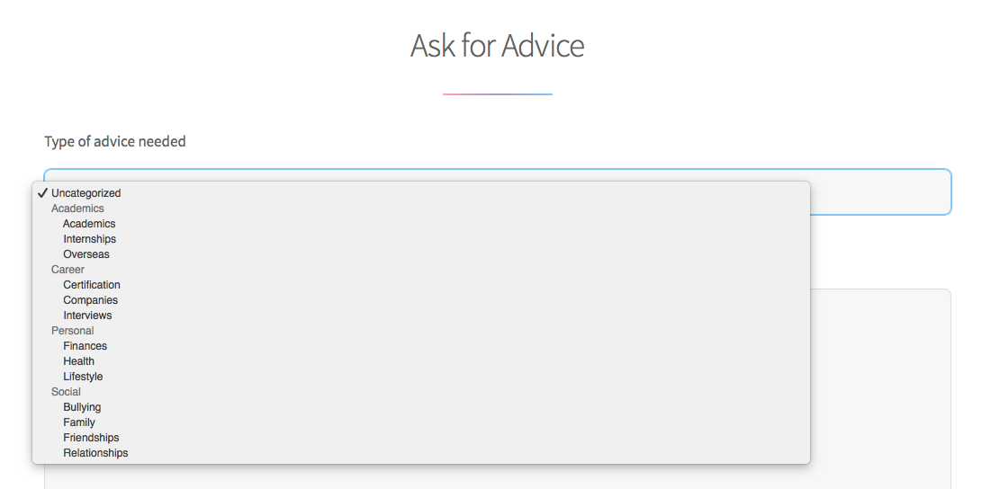 Ask for Advice
Type of advice needed
✓ Uncategorized
Academics
Academics
Internships
Overseas
Career
Certification
Companies
Interviews
Personal
Finances
Health
Lifestyle
Social
Bullying
Family
Friendships
Relationships